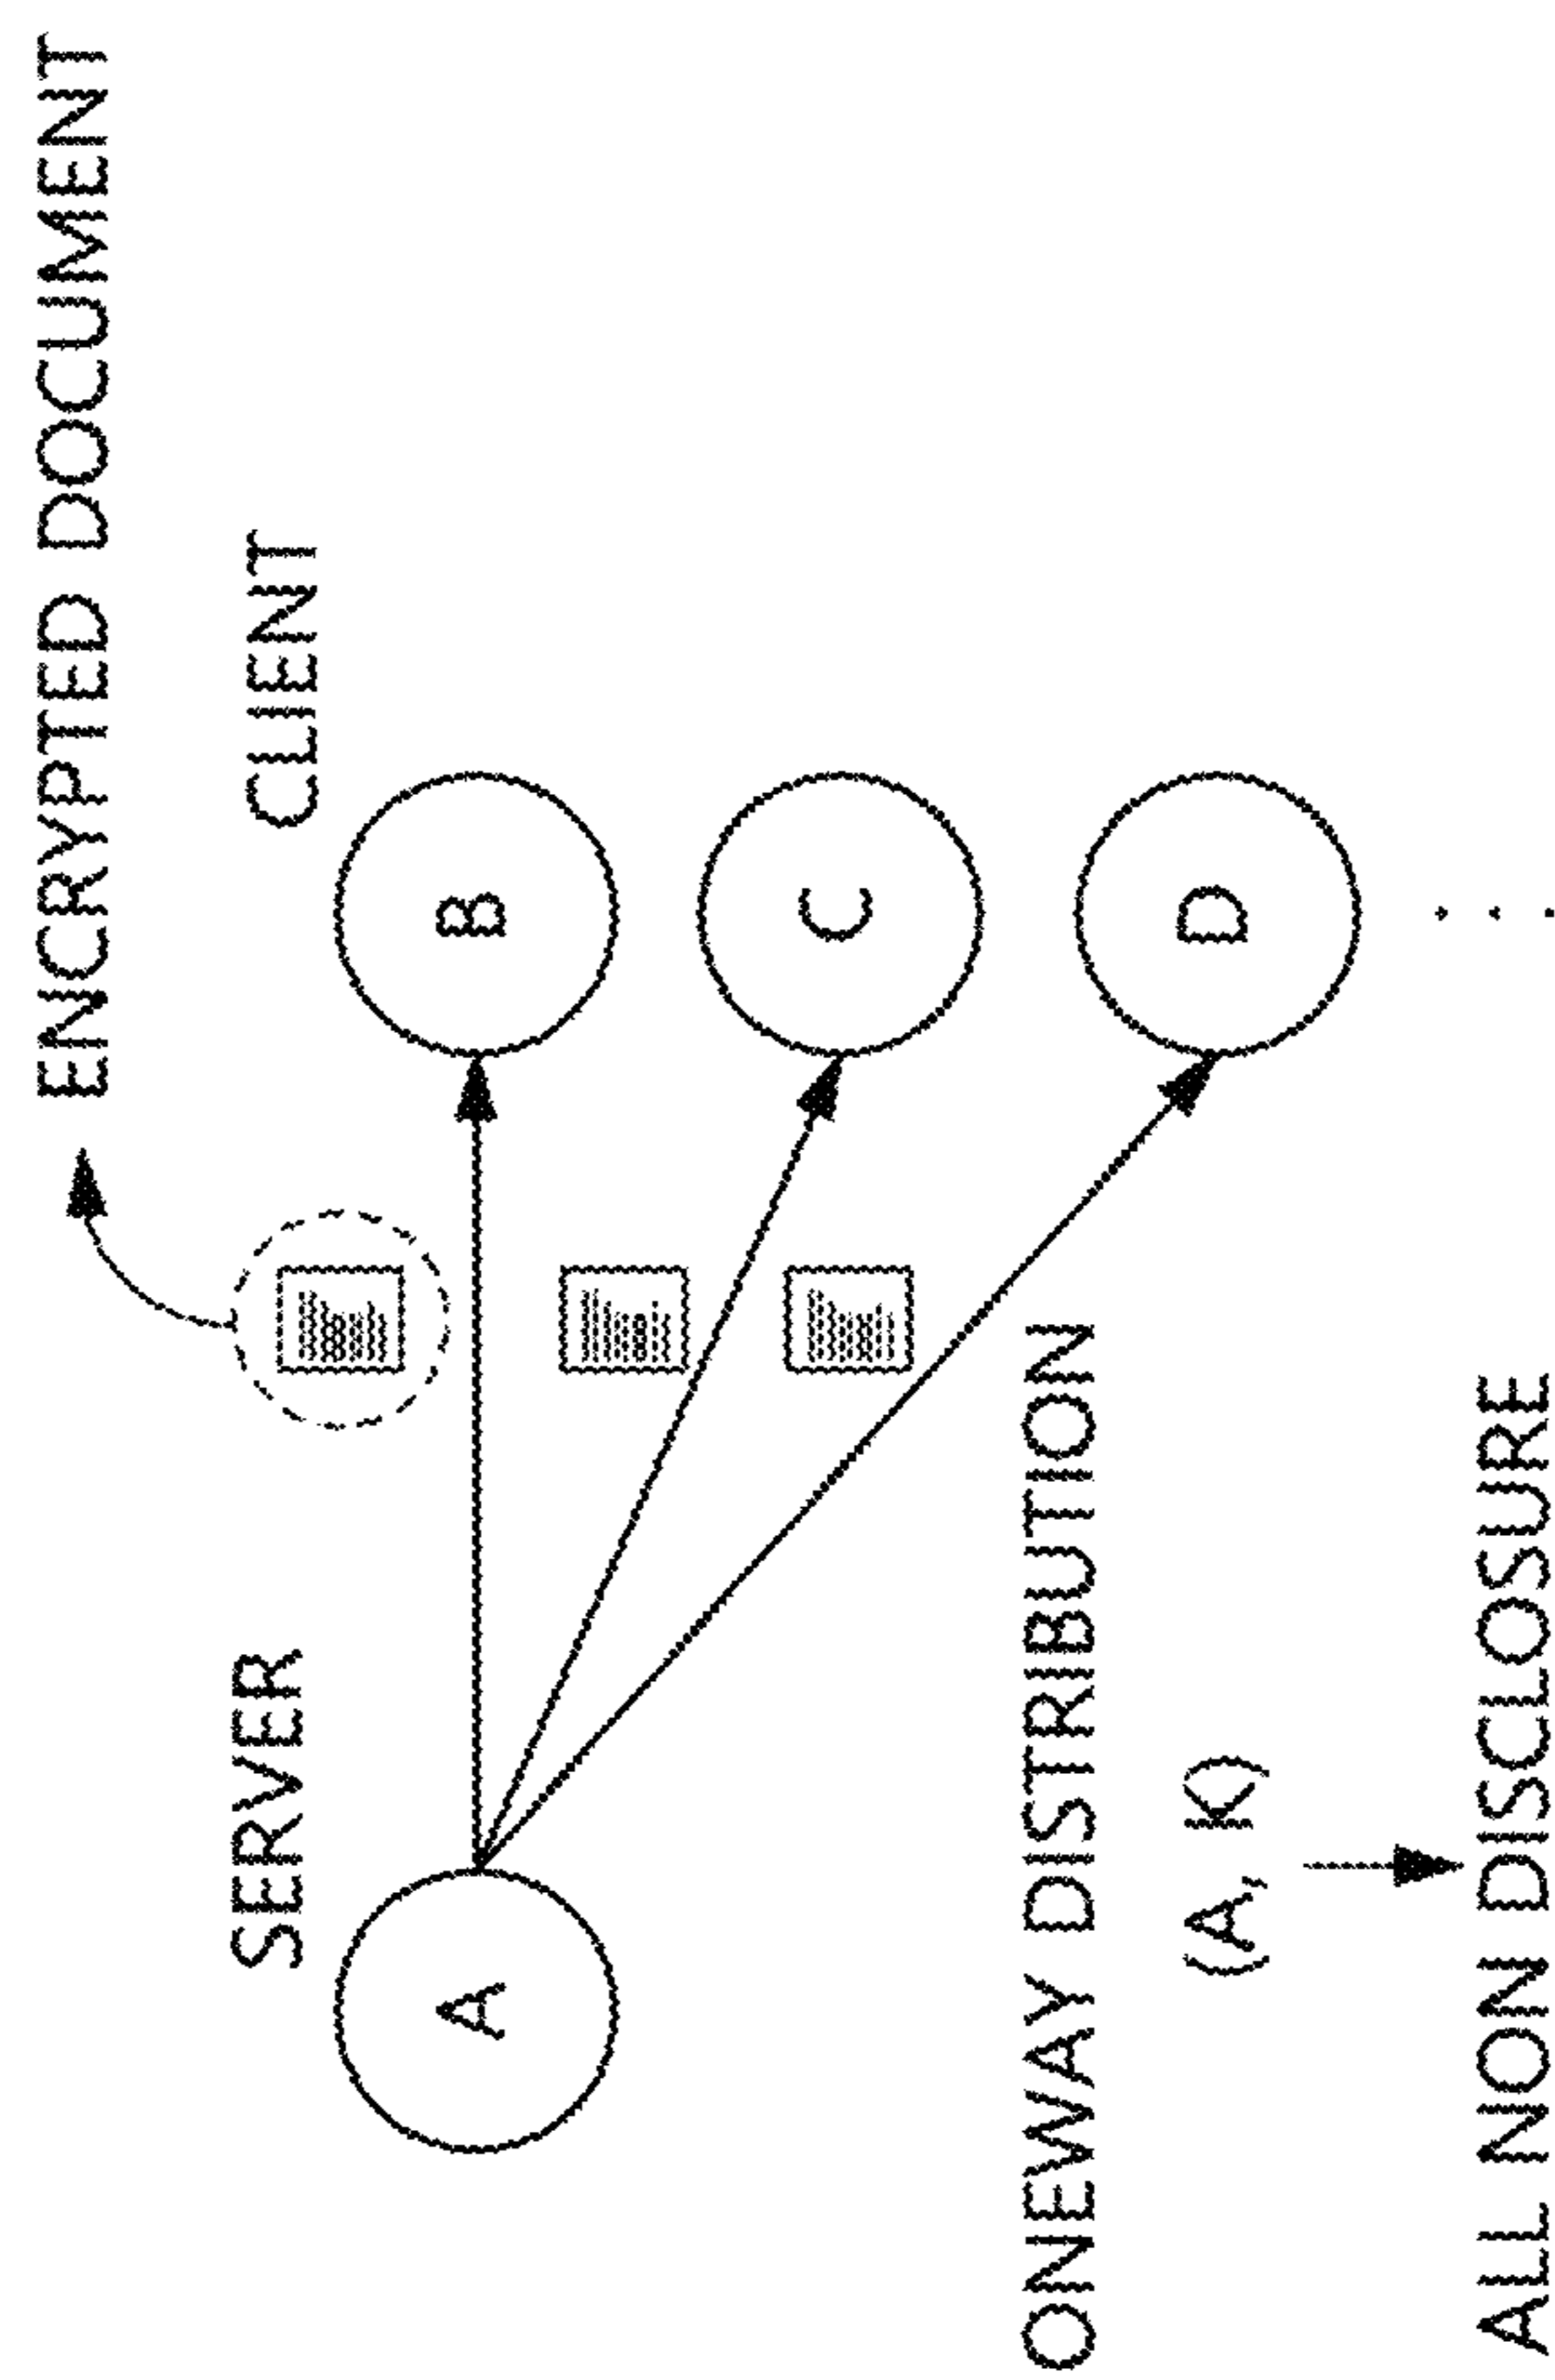 ENCRYPTED DOCUMENT
SERVER
CLIENT
A
B
C
D
ONEWAY DISTRIBUTION
(A, K)
ALL NON DISCLOSURE